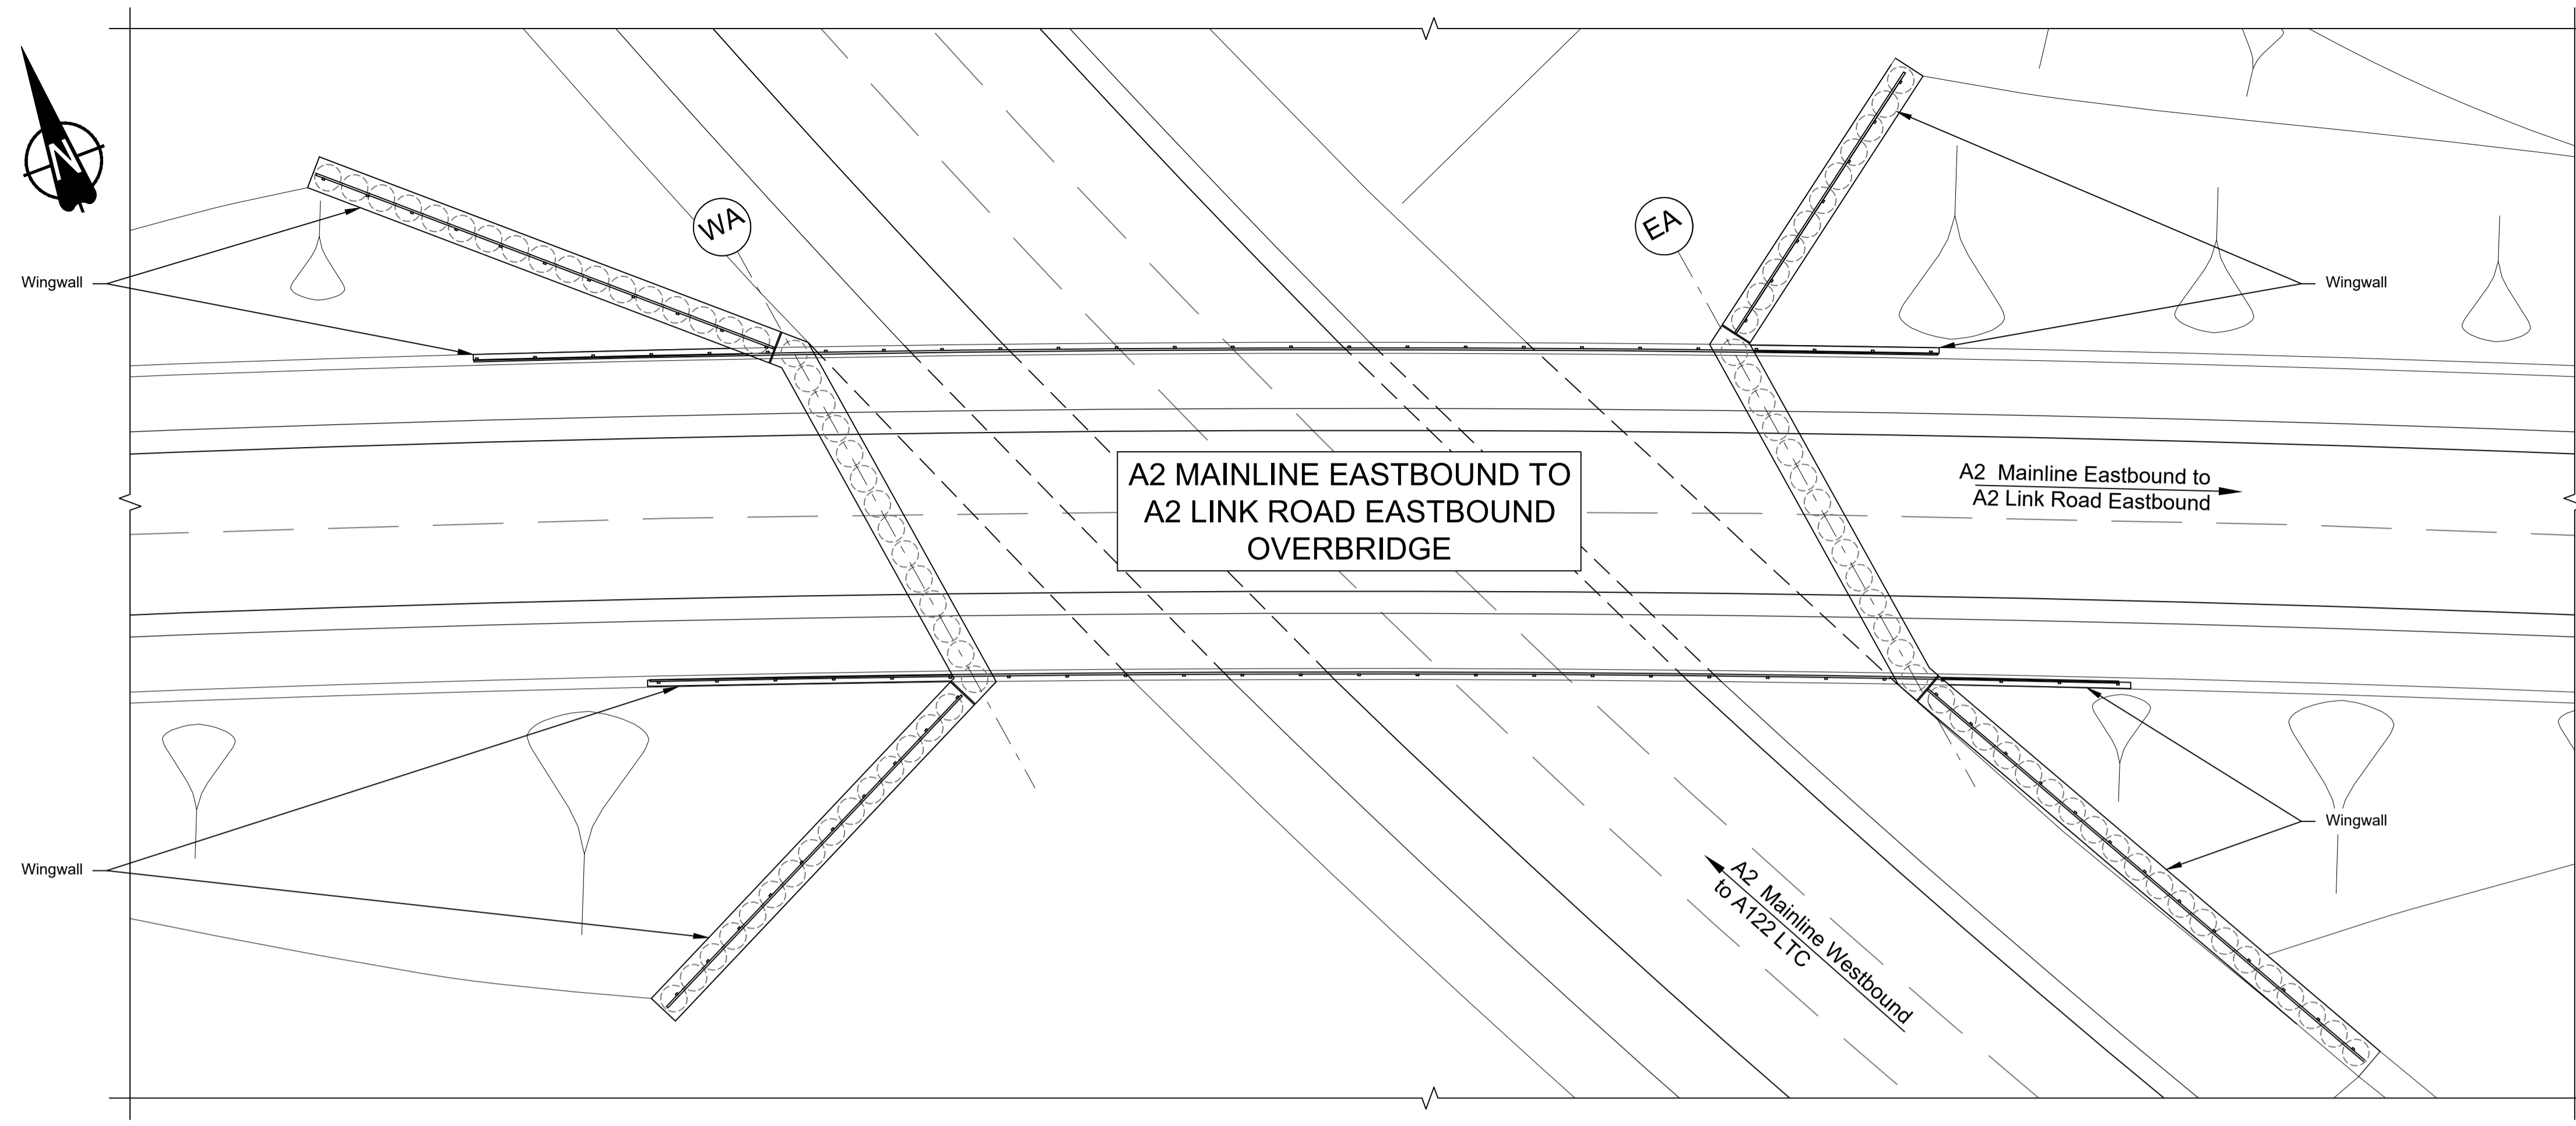 N
WA
EA
Wingwall
Wingwall
A2 MAINLINE EASTBOUND TO
A2 LINK ROAD EASTBOUND
OVERBRIDGE
A2 Mainline Eastbound to
A2 Link Road Eastbound
Wingwall
Wingwall
A2 Mainline Westbound
to A122 LTC